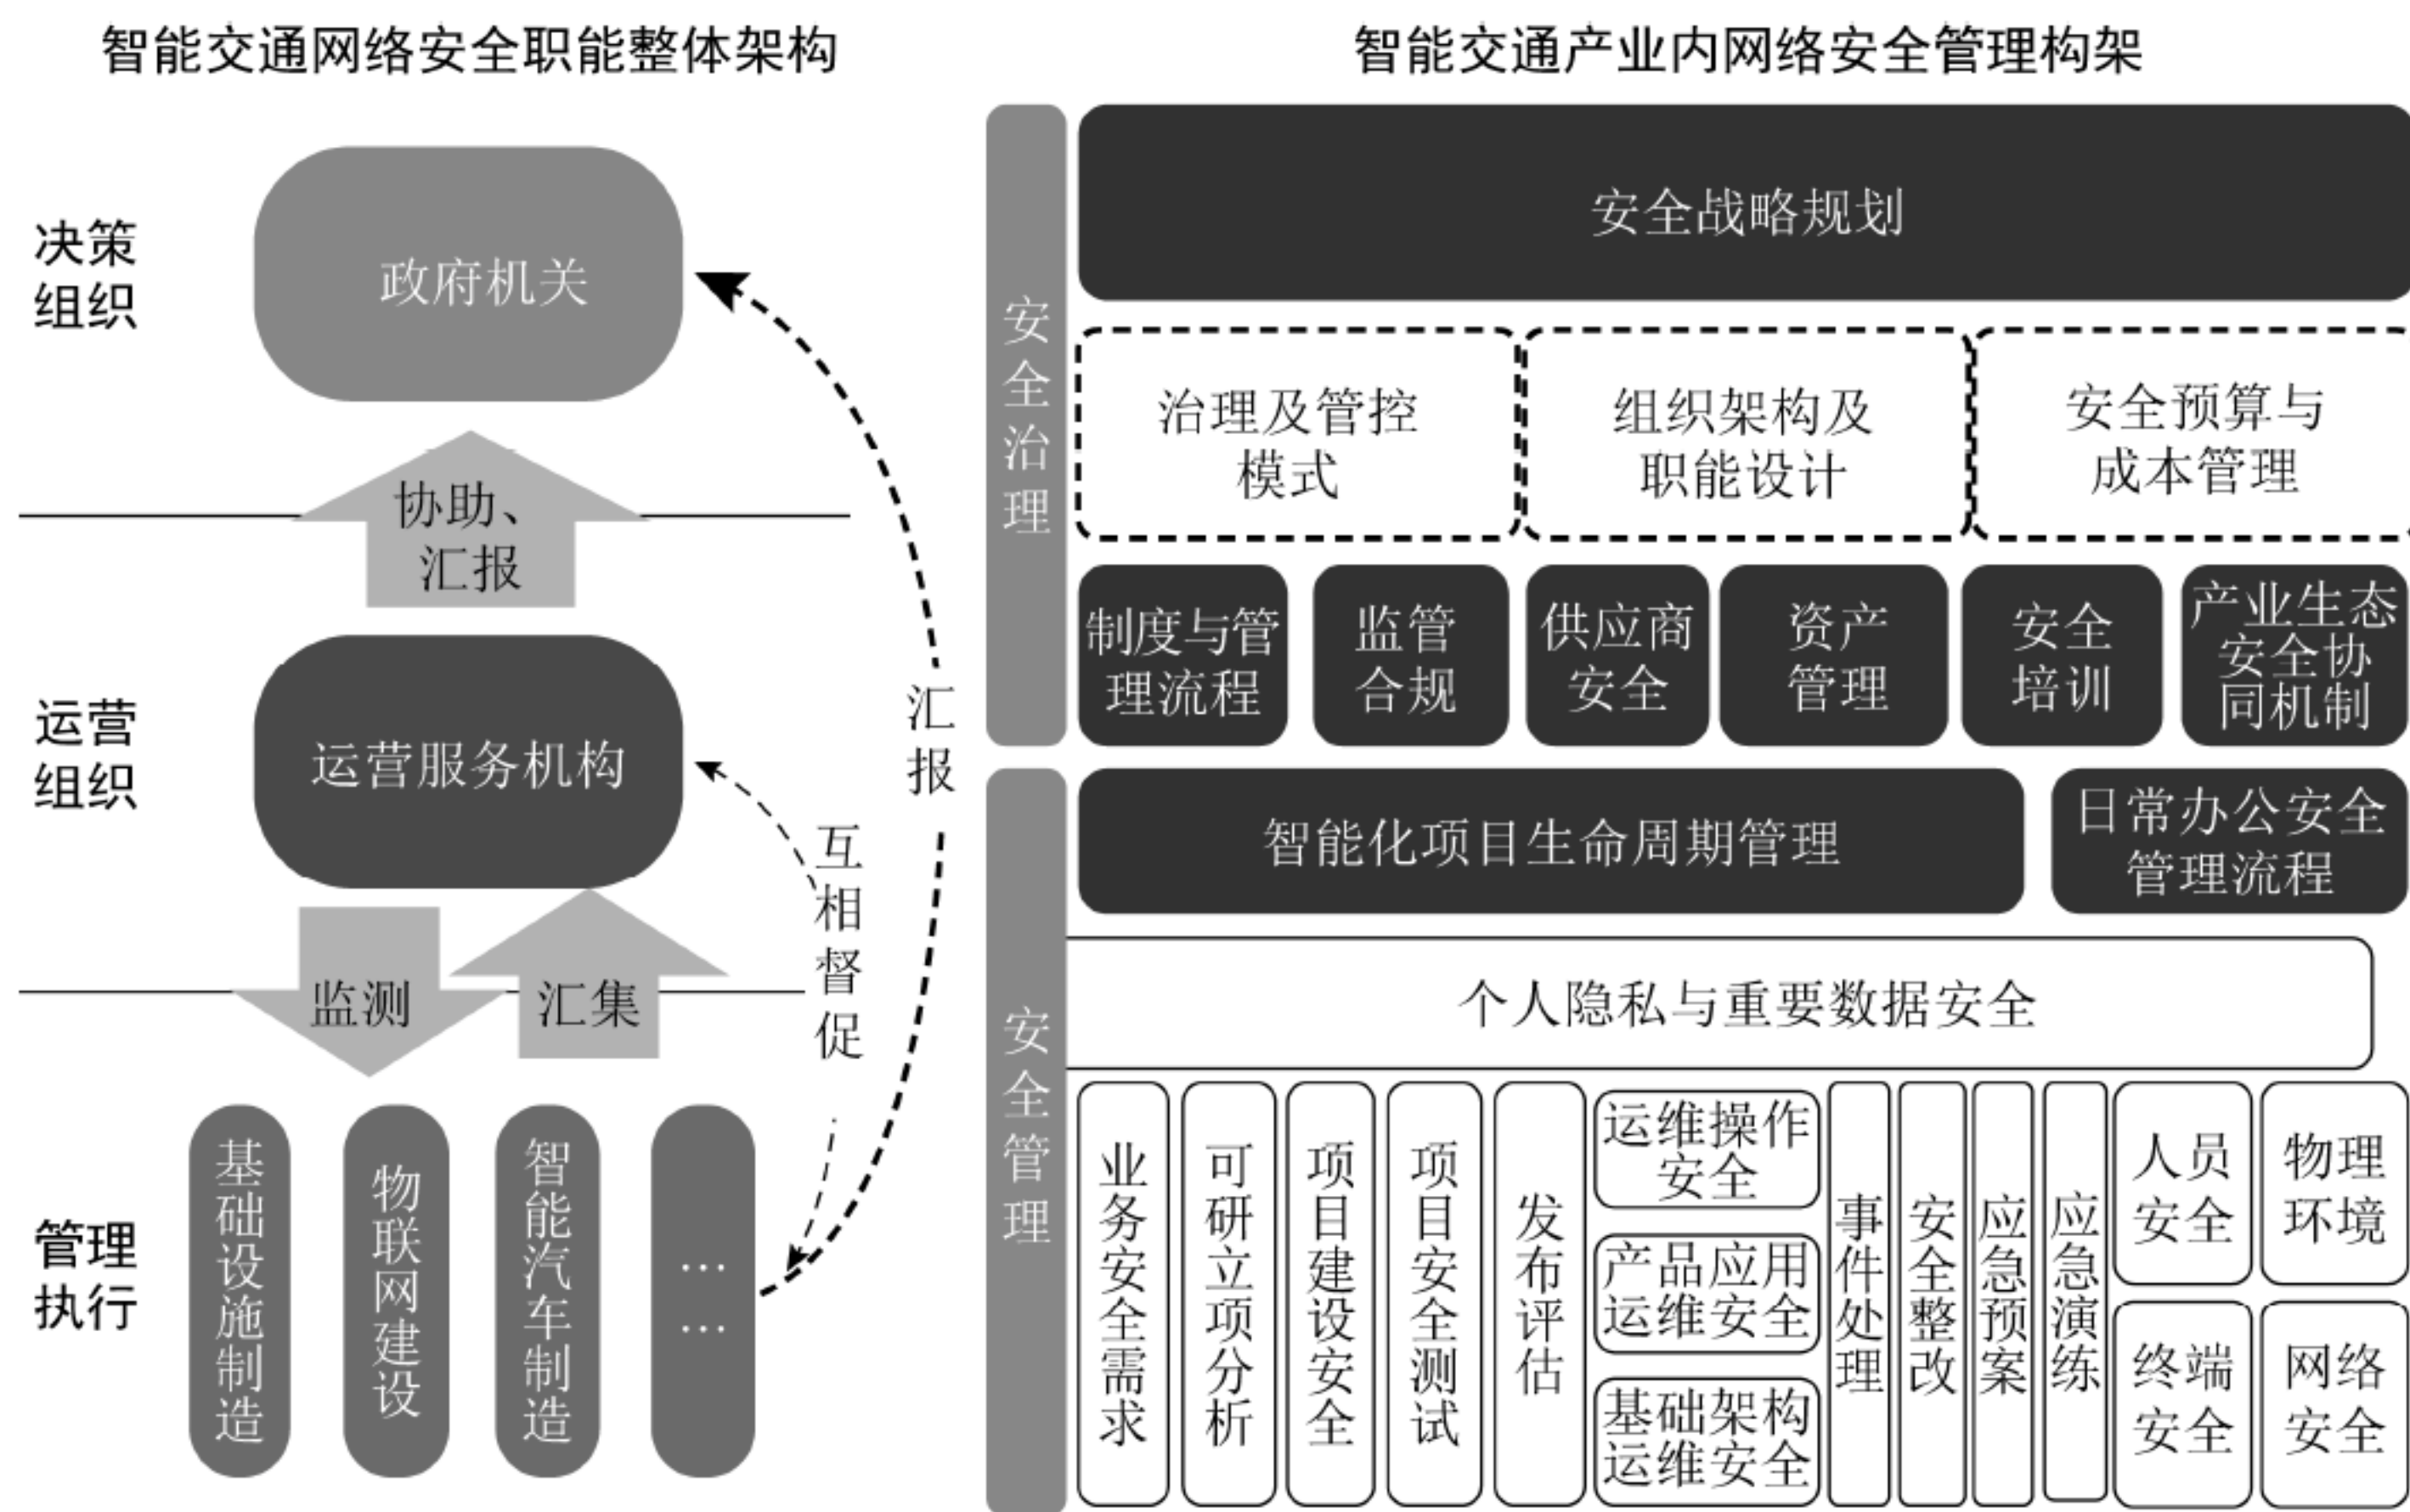 智能交通网络安全职能整体架构
决策
组织
政府机关
协助、
汇报
运营
组织
运营服务机构
汇报
互相督促
监测
汇集
管理
执行
基础设施制造
物联网建设
智能汽车制造
……
智能交通产业内网络安全管理构架
安全治理
安全战略规划
治理及管控
模式
组织架构及
职能设计
安全预算与
成本管理
制度与管
理流程
监管
合规
供应商
安全
资产
管理
安全
培训
产业生态
安全协
同机制
安全管理
智能化项目生命周期管理
日常办公安全
管理流程
个人隐私与重要数据安全
业务安全需求
可研立项分析
项目建设安全
项目安全测试
发布评估
运维操作
安全
产品应用
运维安全
基础架构
运维安全
事件处理
安全整改
应急预案
应急演练
人员
安全
物理
环境
终端
安全
网络
安全